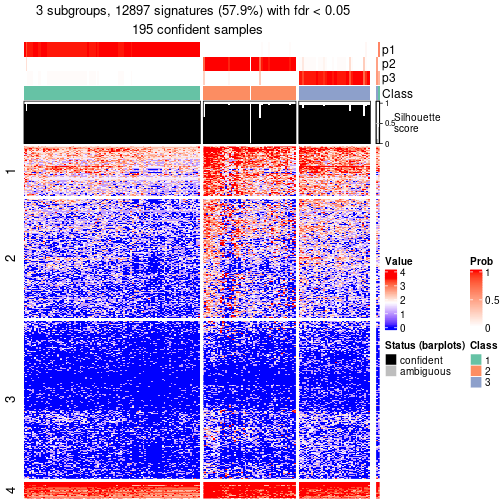 3 subgroups, 12897 signatures (57.9%) with fdr < 0.05
195 confident samples
p1
p2
p3
Class
1
0.5
0
Silhouette
score
1
2
3
4
Value
4
3
2
1
0
Prob
1
0.5
0
Status (barplots)
confident
ambiguous
Class
1
2
3